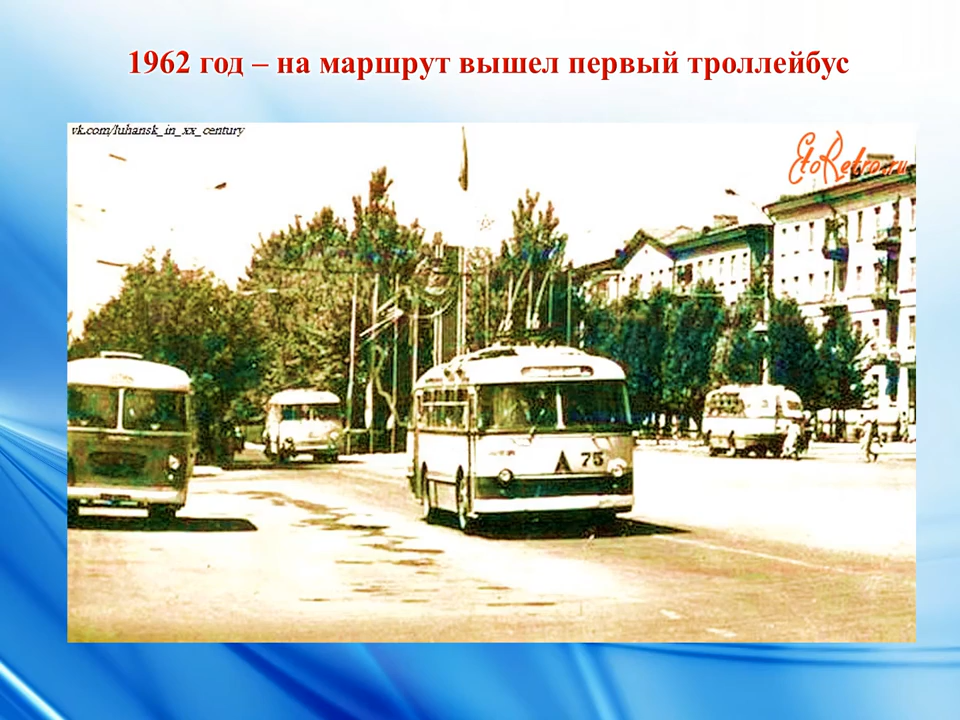 1962 год – на маршрут вышел первый троллейбус
vk.com/luhansk_in_xx_century
EtoRetro.ru
75